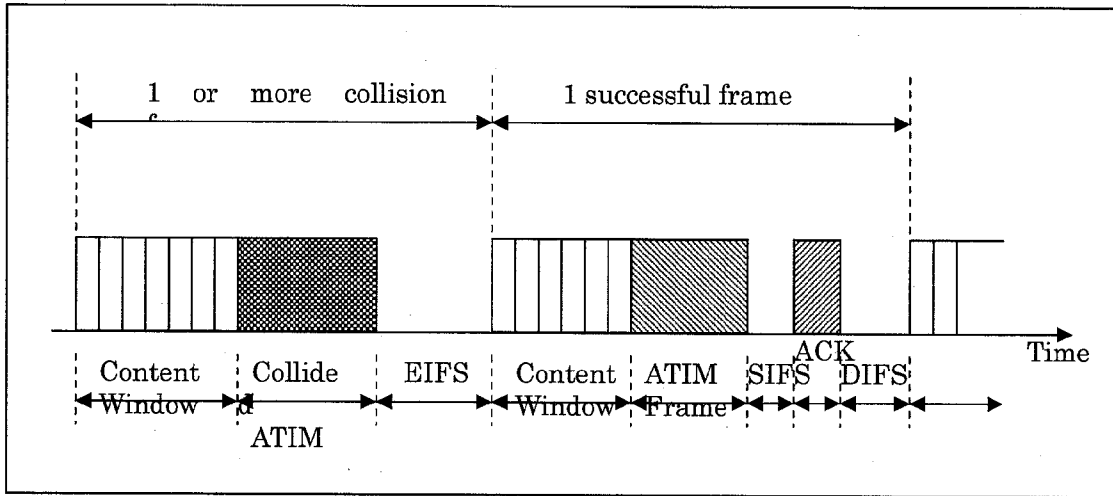 1 or more collision
1 successful frame
ACK
Time
Content
Window
Collide
d
ATIM
EIFS
Content
Window
ATIM
Frame
SIFS
DIFS